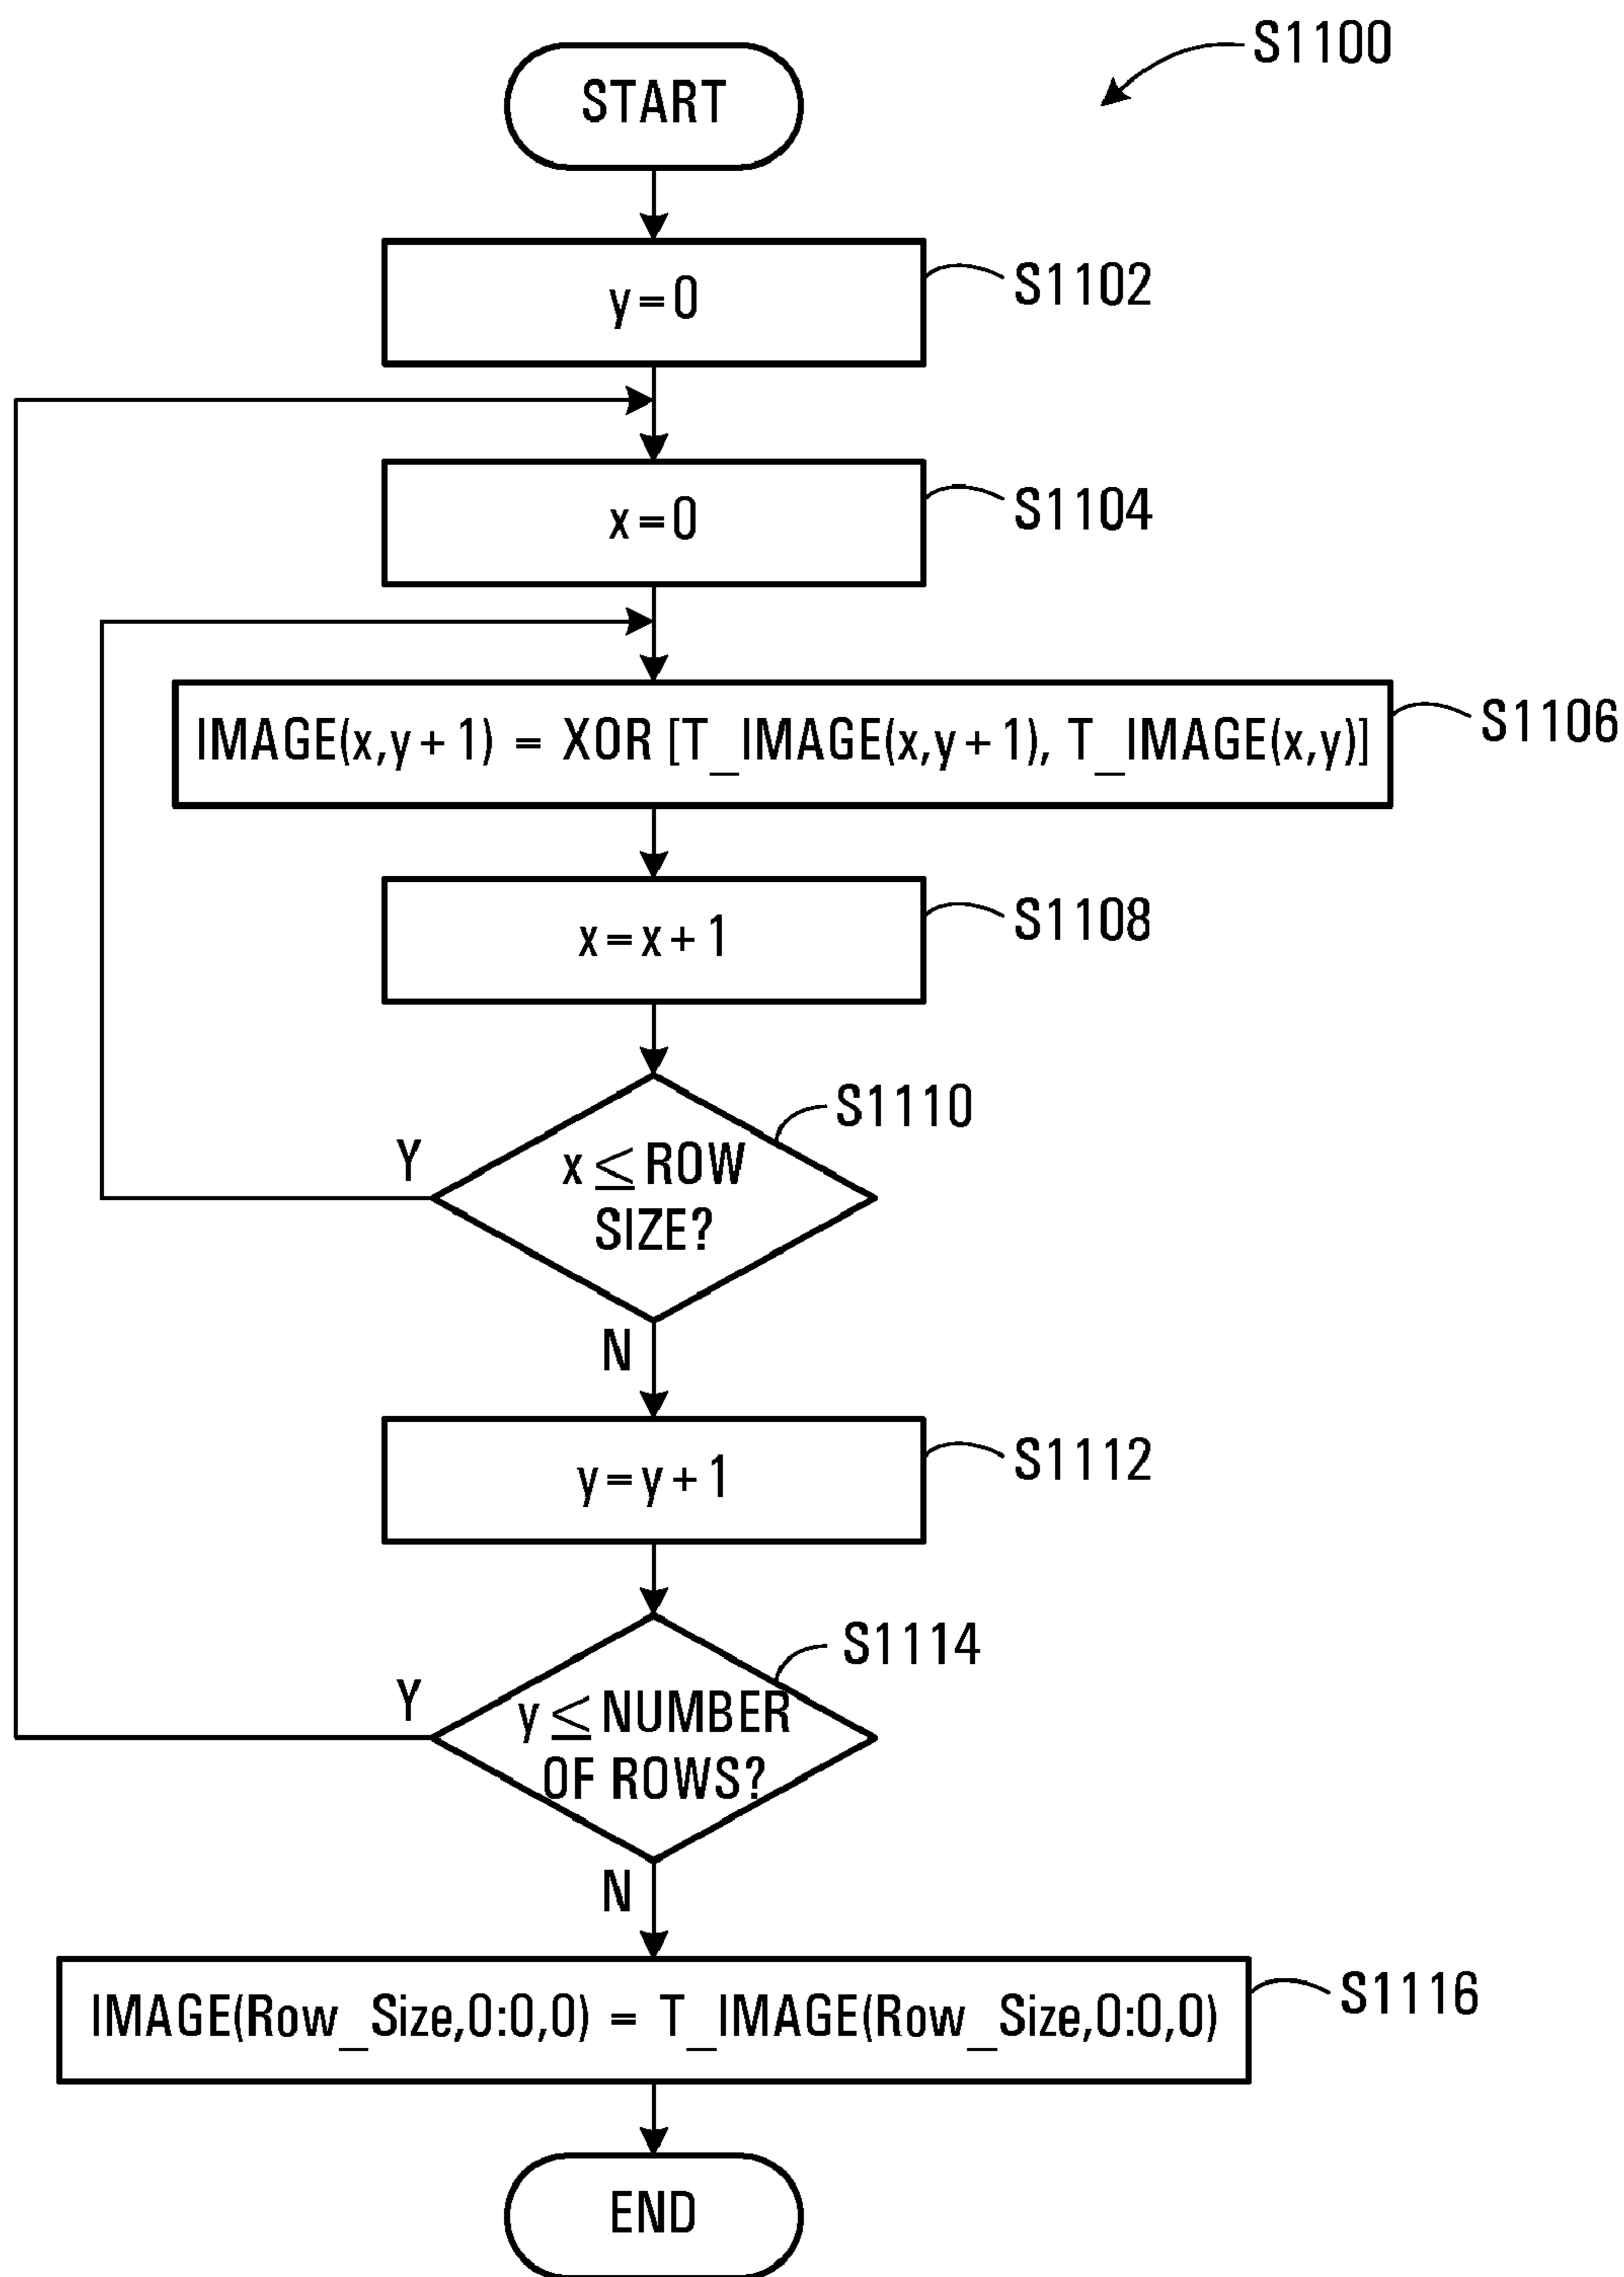 S1100
START
y=0
S1102
x=0
S1104
IMAGE(x,y+1) = XOR [T_IMAGE(x,y+1), T_IMAGE(x,y)]
S1106
x=x+1
S1108
S1110
Y
x≤ROW
SIZE?
N
y=y+1
S1112
S1114
Y
y≤NUMBER
OF ROWS?
N
IMAGE(Row_Size,0:0,0) = T_IMAGE(Row_Size,0:0,0)
S1116
END